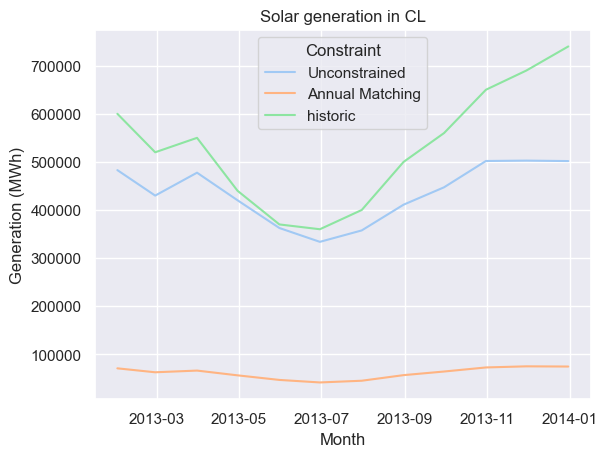 Solar generation in CL
Constraint
Unconstrained
Annual Matching
historic
Generation (MWh)
700000
600000
500000
400000
300000
200000
100000
2013-03 2013-05 2013-07 2013-09 2013-11 2014-01
Month